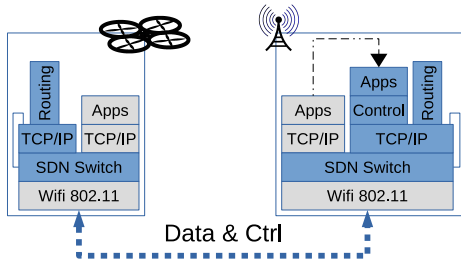 Routing
Apps
TCP/IP
TCP/IP
SDN Switch
Wifi 802.11
Apps
Apps
Control
Routing
TCP/IP
TCP/IP
SDN Switch
Wifi 802.11
Data & Ctrl